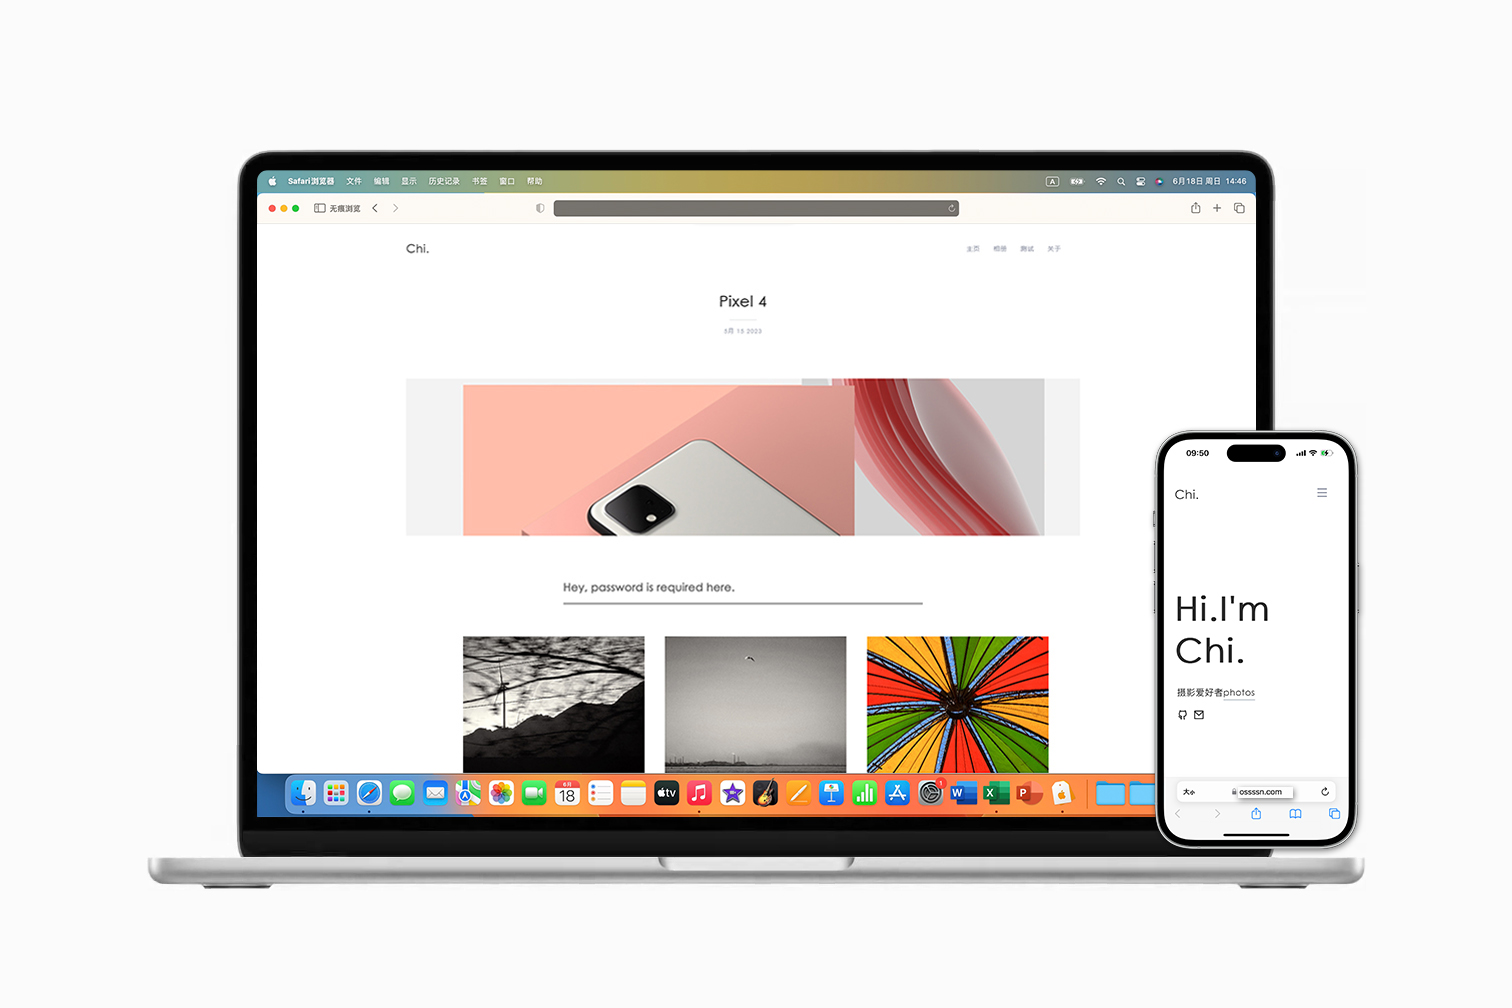 Safari浏览器 文件 编辑 显示 历史记录 书签 窗口 帮助
A
6月18日 周日 14:46
无痕浏览
Chi.
主页 相册 测试 关于
Pixel 4
5月 15 2023
Hey, password is required here.
6月
18
tv
1
W
X
P
09:50
Chi.
Hi.I'm
Chi.
摄影爱好者photos
大小
ossssn.com